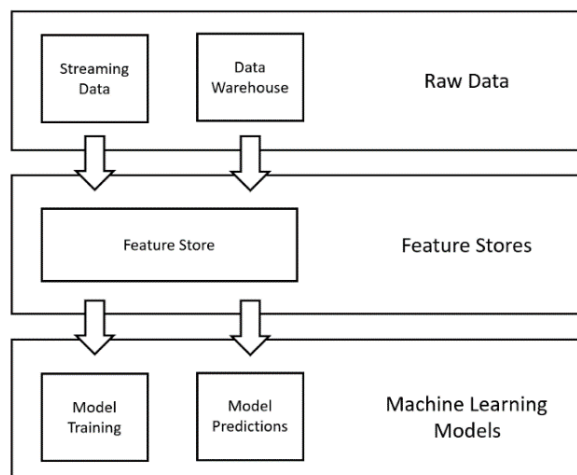 Streaming
Data
Data
Warehouse
Raw Data
Feature Store
Feature Stores
Model
Training
Model
Predictions
Machine Learning
Models